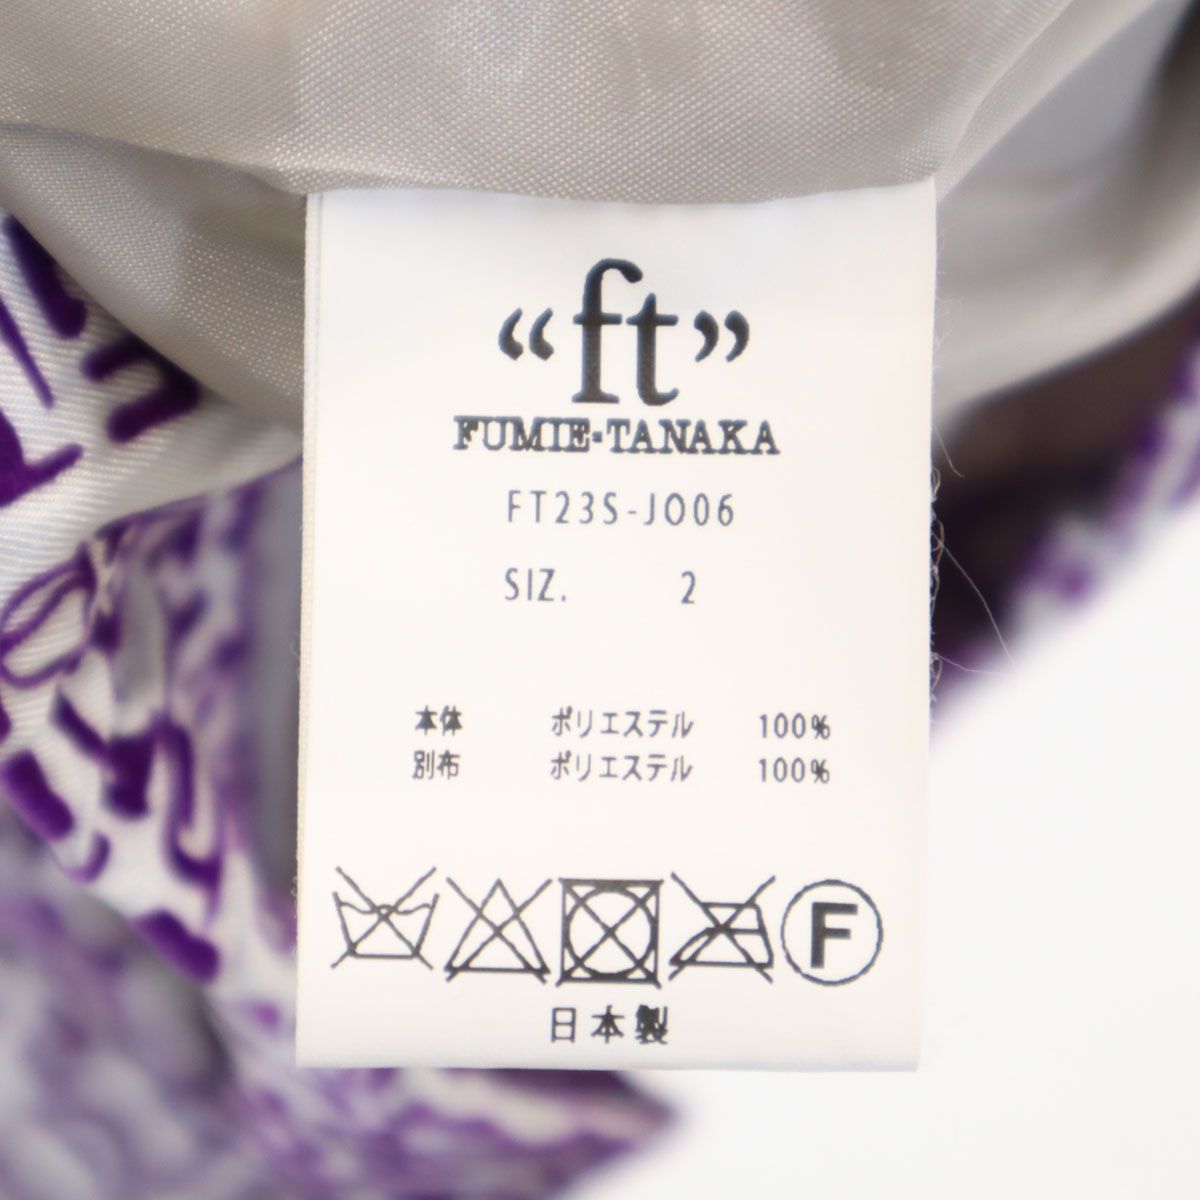 “ft”
FUMIE-TANAKA
FT23S-JO06
SIZ. 2
本体 ポリエステル 100%
別布 ポリエステル 100%
F
日本製